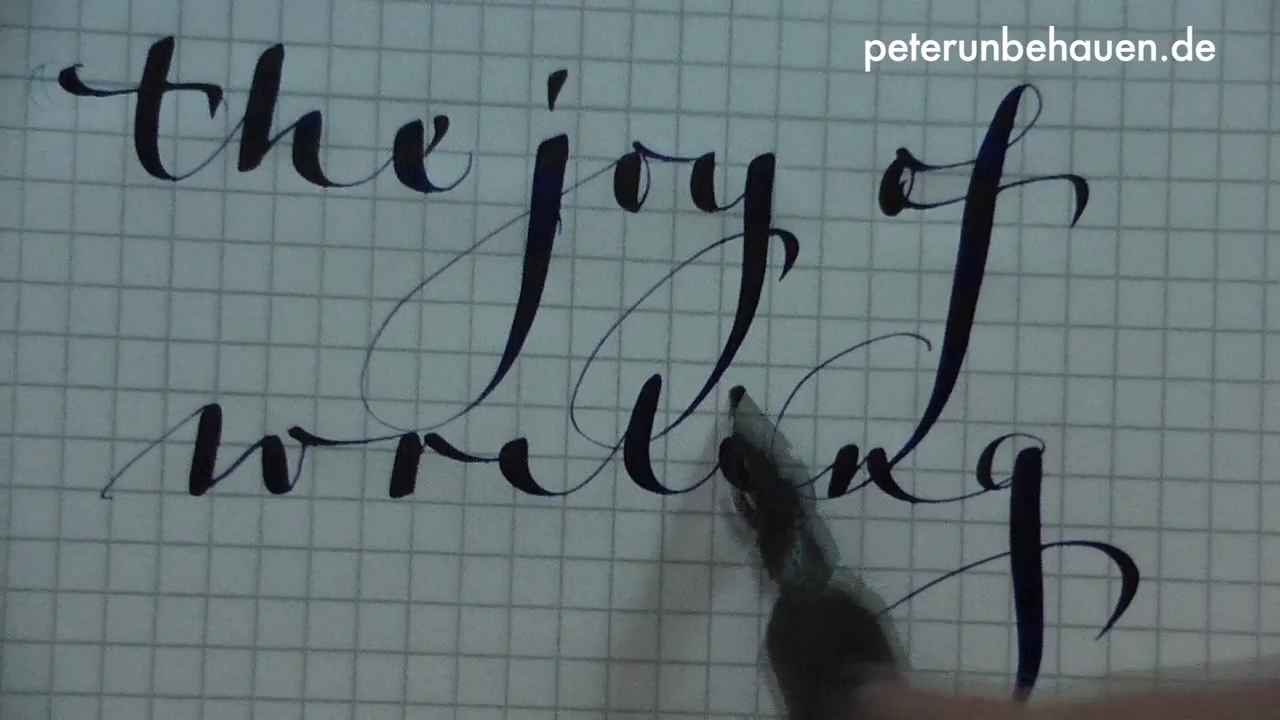 peterunbehauen.de
the joy of
writing